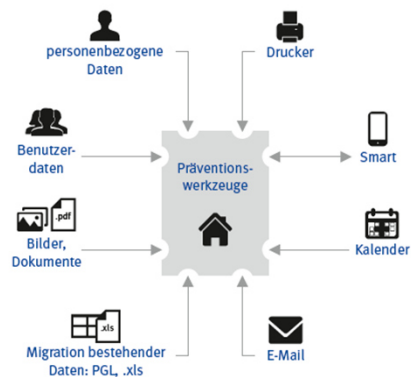 personenbezogene
Daten
Drucker
Benutzer-
daten
Präventions-
werkzeuge
Smart
.pdf
Bilder,
Dokumente
Kalender
.xls
Migration bestehender
Daten: PGL, .xls
E-Mail